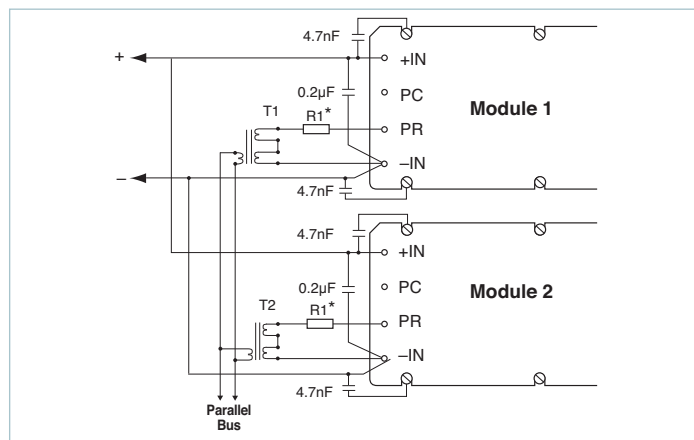 4.7nF
+
+IN
0.2µF
PC
Module 1
T1
R1*
PR
–
–IN
4.7nF
4.7nF
+IN
0.2µF
PC
Module 2
T2
R1*
PR
–IN
4.7nF
Parallel
Bus